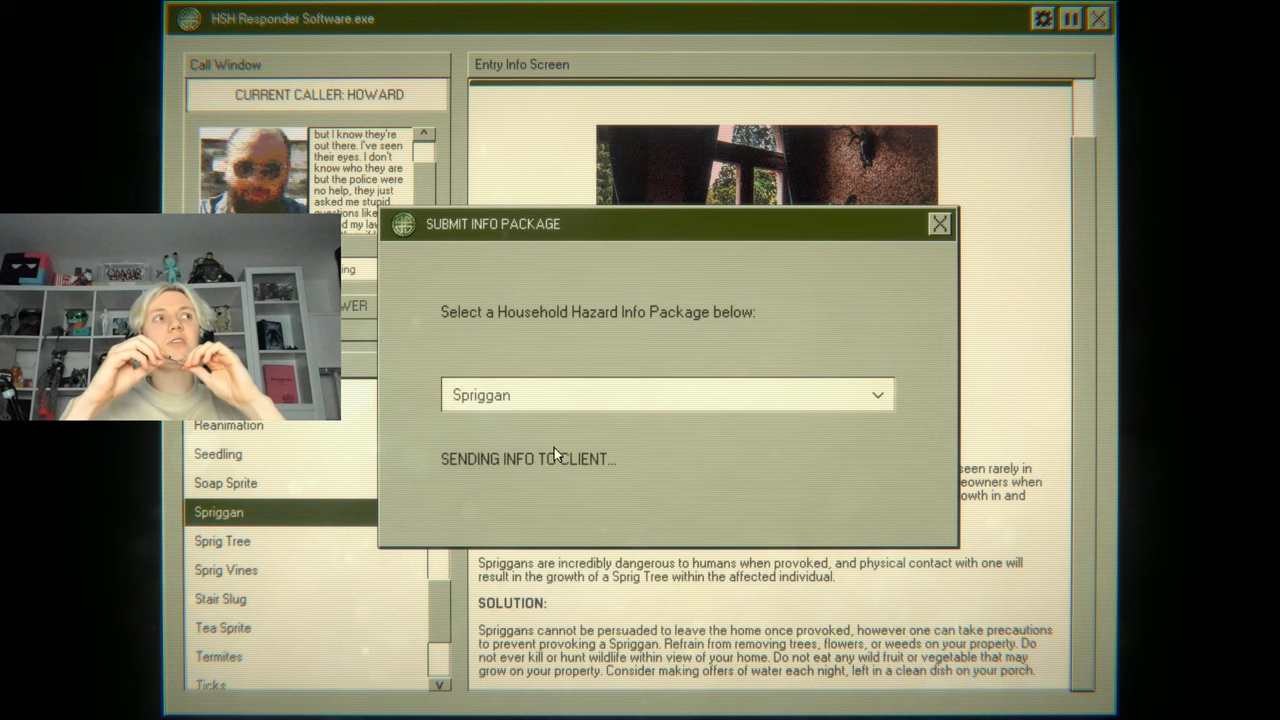 HSH Responder Software.exe
Call Window
CURRENT CALLER: HOWARD
but I know they're
out there. I've seen
their eyes. I don't
know who they are
but the police were
no help, they just
asked me stupid
questions like
my law
Entry Info Screen
SUBMIT INFO PACKAGE
Select a Household Hazard Info Package below:
Spriggan
SENDING INFO TO CLIENT...
Reanimation
Seedling
Soap Sprite
Spriggan
Sprig Tree
Sprig Vines
Stair Slug
Tea Sprite
Termites
Ticks
seen rarely in
eowners when
owth in and
Spriggans are incredibly dangerous to humans when provoked, and physical contact with one will
result in the growth of a Sprig Tree within the affected individual.
SOLUTION:
Spriggans cannot be persuaded to leave the home once provoked, however one can take precautions
to prevent provoking a Spriggan. Refrain from removing trees, flowers, or weeds on your property. Do
not ever kill or hunt wildlife within view of your home. Do not eat any wild fruit or vegetable that may
grow on your property. Consider making offers of water each night, left in a clean dish on your porch.